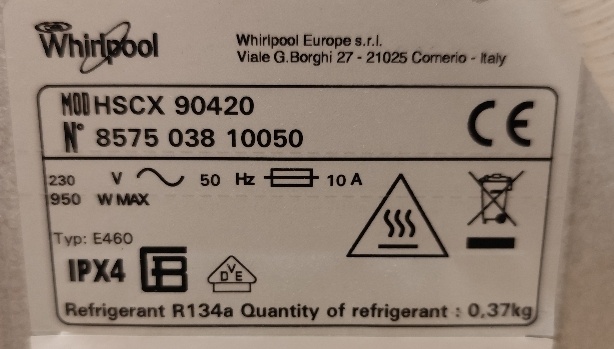 Whirlpool
Whirlpool Europe s.r.l.
Viale G.Borghi 27 - 21025 Comerio - Italy
MOD HSCX 90420
N° 8575 038 10050
CE
230 V 50 Hz 10 A
950 W MAX
Typ: E460
IPX4
DVE
Refrigerant R134a Quantity of refrigerant : 0,37kg